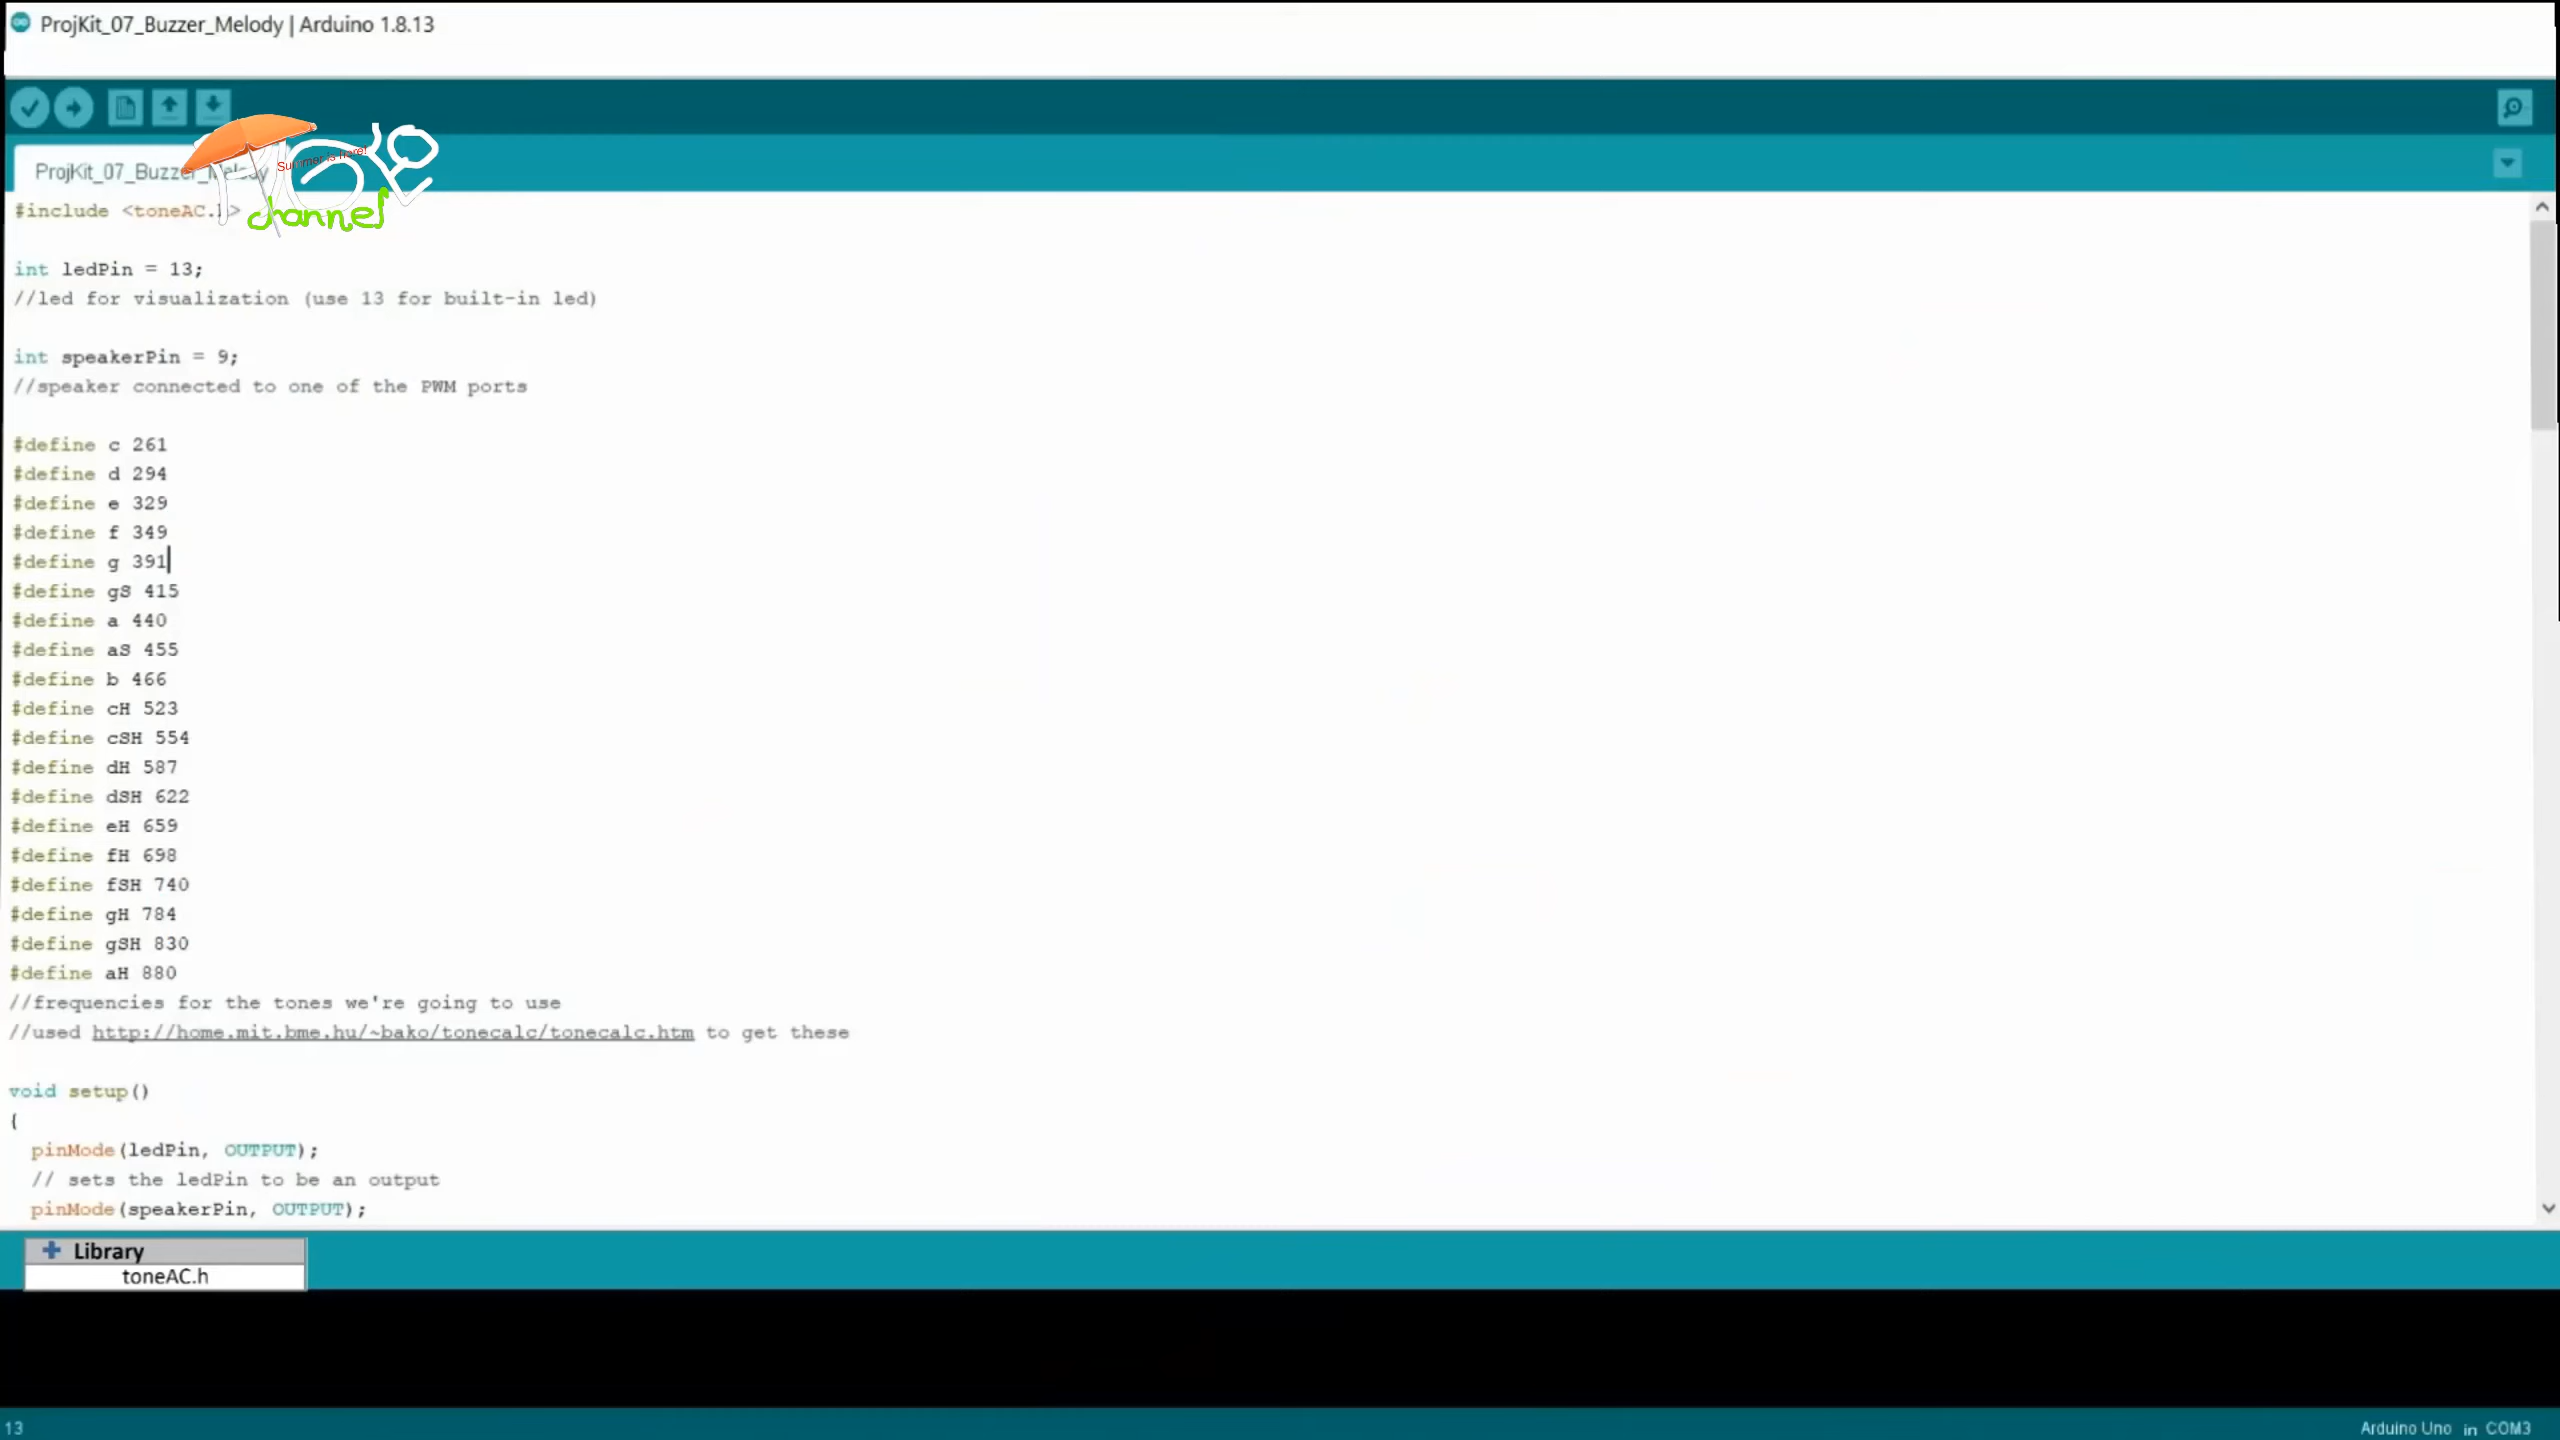 ProjKit_07_Buzzer_Melody | Arduino 1.8.13
Summer is here!
channel
ProjKit_07_Buzzer_Melody
#include <toneAC.h>
int ledPin = 13;
//led for visualization (use 13 for built-in led)
int speakerPin = 9;
//speaker connected to one of the PWM ports
#define c 261
#define d 294
#define e 329
#define f 349
#define g 391
#define gS 415
#define a 440
#define aS 455
#define b 466
#define cH 523
#define cSH 554
#define dH 587
#define dSH 622
#define eH 659
#define fH 698
#define fSH 740
#define gH 784
#define gSH 830
#define aH 880
//frequencies for the tones we're going to use
//used http://home.mit.bme.hu/~bako/tonecalc/tonecalc.htm to get these
void setup()
{
pinMode(ledPin, OUTPUT);
// sets the ledPin to be an output
pinMode(speakerPin, OUTPUT);
+ Library
toneAC.h
13
Arduino Uno in COM3